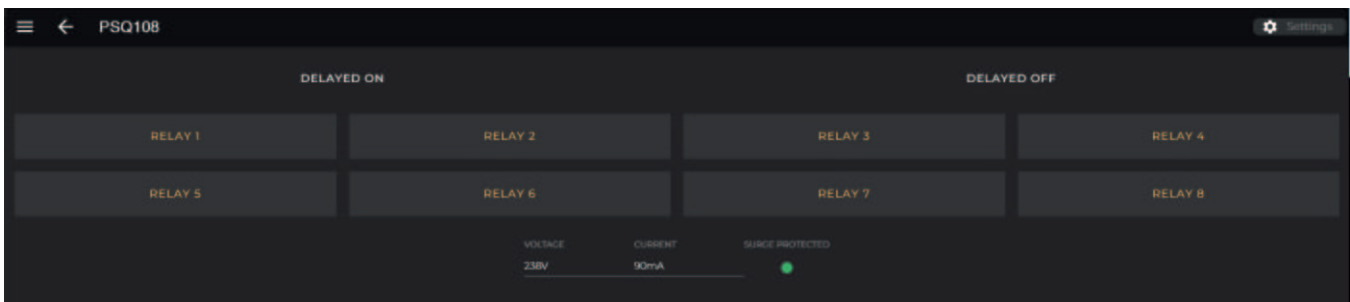 PSQ108 Settings
DELAYED ON DELAYED OFF
RELAY 1 RELAY 2 RELAY 3 RELAY 4
RELAY 5 RELAY 6 RELAY 7 RELAY 8
VOLTAGE CURRENT SURGE PROTECTED
238V 90mA